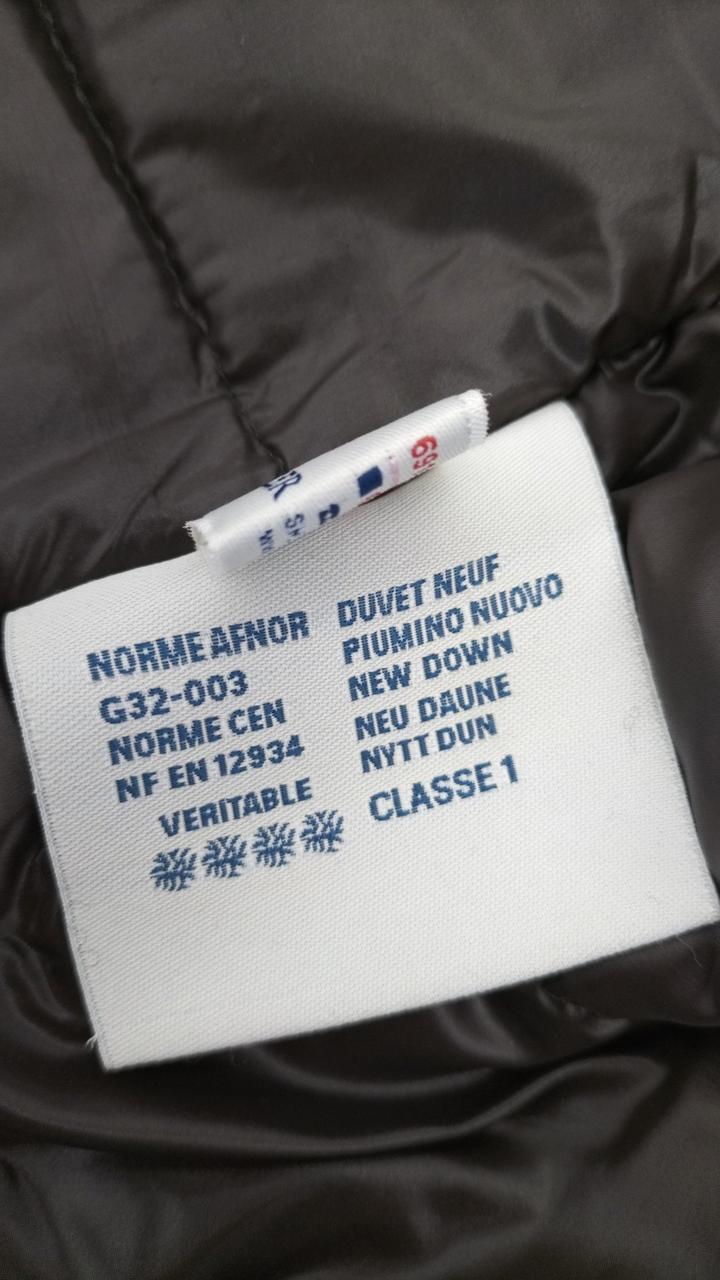 69
NORME AFNOR
G32-003
NORME CEN
NF EN 12934
VERITABLE
DUVET NEUF
PIUMINO NUOVO
NEW DOWN
NEU DAUNE
NYTT DUN
CLASSE 1